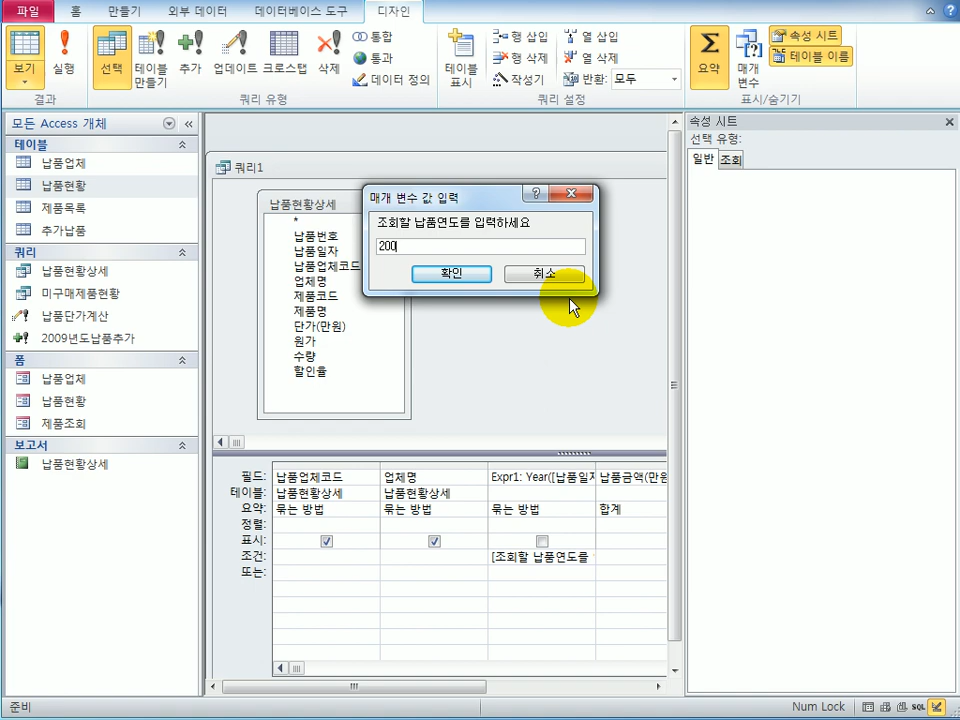 파일 홈 만들기 외부 데이터 데이터베이스 도구 디자인
보기 실행 선택 테이블 만들기 추가 업데이트 크로스탭 삭제
통합
통과
데이터 정의
테이블 표시
행 삽입
행 삭제
작성기
열 삽입
열 삭제
반환: 모두
요약
매개 변수
속성 시트
테이블 이름
결과 쿼리 유형 쿼리 설정 표시/숨기기
모든 Access 개체
테이블
납품업체
납품현황
제품목록
추가납품
쿼리
납품현황상세
미구매제품현황
납품단가계산
2009년도납품추가
폼
납품업체
납품현황
제품조회
보고서
납품현황상세
쿼리1
납품현황상세
*
납품번호
납품일자
납품업체코드
업체명
제품코드
제품명
단가(만원)
원가
수량
할인율
매개 변수 값 입력
조회할 납품연도를 입력하세요
200
확인 취소
필드: 납품업체코드 업체명 Expr1: Year([납품일자 납품금액(만원
테이블: 납품현황상세 납품현황상세
요약: 묶는 방법 묶는 방법 묶는 방법 합계
정렬:
표시:
조건: [조회할 납품연도를
또는:
속성 시트
선택 유형:
일반 조회
준비
Num Lock
SQL